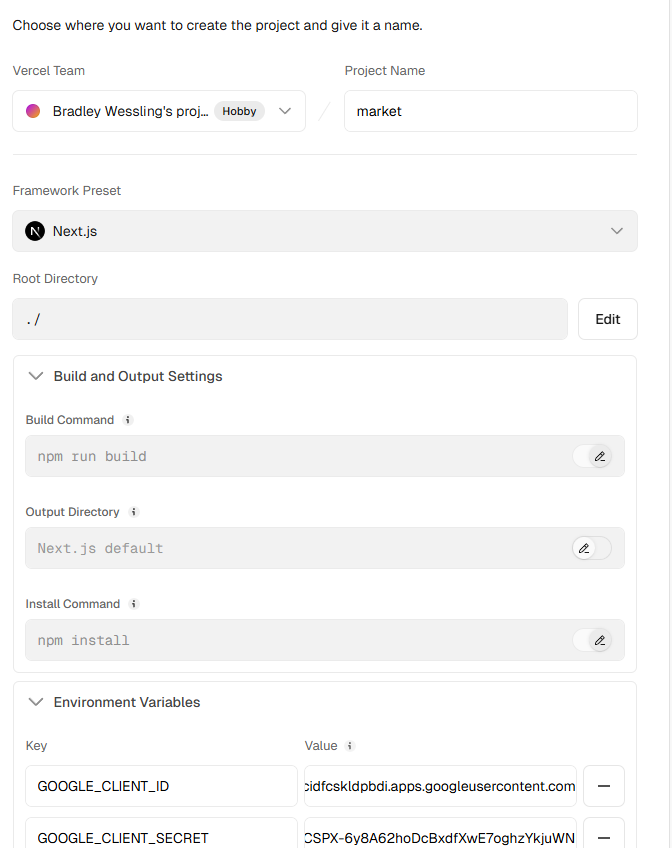 Choose where you want to create the project and give it a name.
Vercel Team
Project Name
Bradley Wessling's proj... Hobby
market
Framework Preset
Next.js
Root Directory
./
Edit
Build and Output Settings
Build Command
npm run build
Output Directory
Next.js default
Install Command
npm install
Environment Variables
Key
Value
GOOGLE_CLIENT_ID
cidfcskldpbdi.apps.googleusercontent.com
GOOGLE_CLIENT_SECRET
CSPX-6y8A62hoDcBxdfXwE7oghzYkjuWN